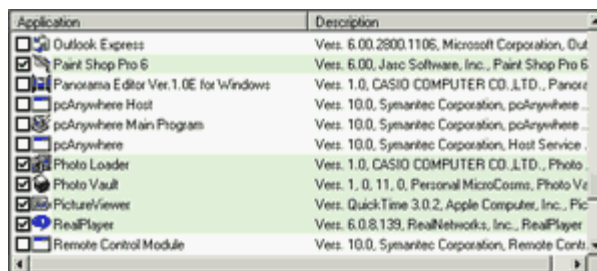 Application Description
Outlook Express Vers. 6.00.2800.1106, Microsoft Corporation, Out
Paint Shop Pro 6 Vers. 6.00, Jasc Software, Inc., Paint Shop Pro 6
Panorama Editor Ver.1.0E for Windows Vers. 1.0, CASIO COMPUTER CO.,LTD., Panora
pcAnywhere Host Vers. 10.0, Symantec Corporation, pcAnywhere ...
pcAnywhere Main Program Vers. 10.0, Symantec Corporation, pcAnywhere ...
pcAnywhere Vers. 10.0, Symantec Corporation, Host Service .
Photo Loader Vers. 1.0, CASIO COMPUTER CO.,LTD., Photo
Photo Vault Vers. 1, 0, 11, 0, Personal MicroCosms, Photo Va
PictureViewer Vers. QuickTime 3.0.2, Apple Computer, Inc., Pic
RealPlayer Vers. 6.0.8.139, RealNetworks, Inc., RealPlayer
Remote Control Module Vers. 10.0, Symantec Corporation, Remote Contr.